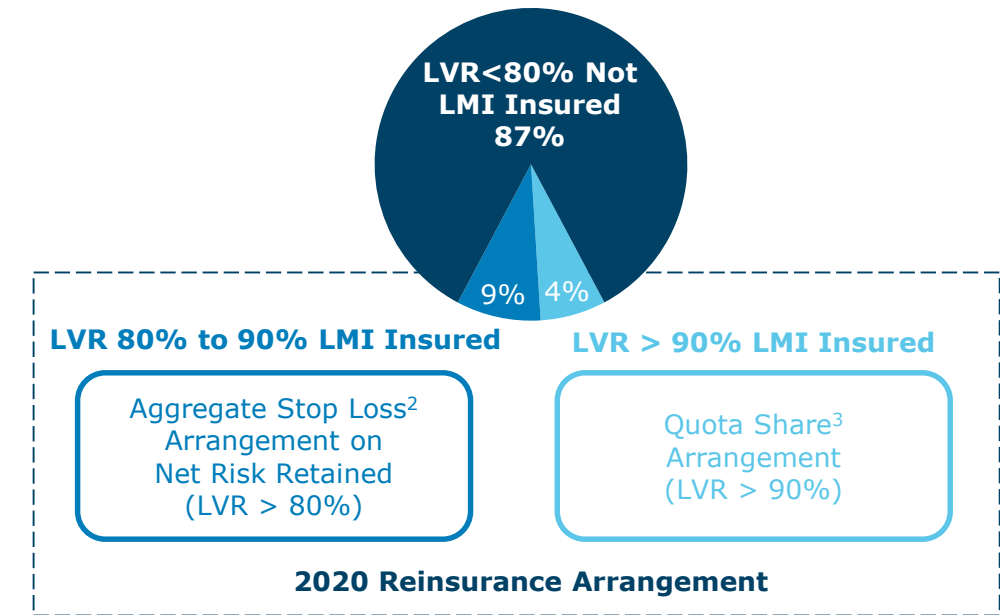 LVR<80% Not
LMI Insured
87%
9%
4%
LVR 80% to 90% LMI Insured
LVR > 90% LMI Insured
Aggregate Stop Loss²
Arrangement on
Net Risk Retained
(LVR > 80%)
Quota Share³
Arrangement
(LVR > 90%)
2020 Reinsurance Arrangement